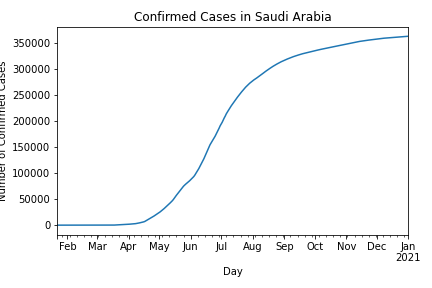 Confirmed Cases in Saudi Arabia
Number of Confirmed Cases
350000
300000
250000
200000
150000
100000
50000
0
Feb Mar Apr May Jun Jul Aug Sep Oct Nov Dec Jan
2021
Day